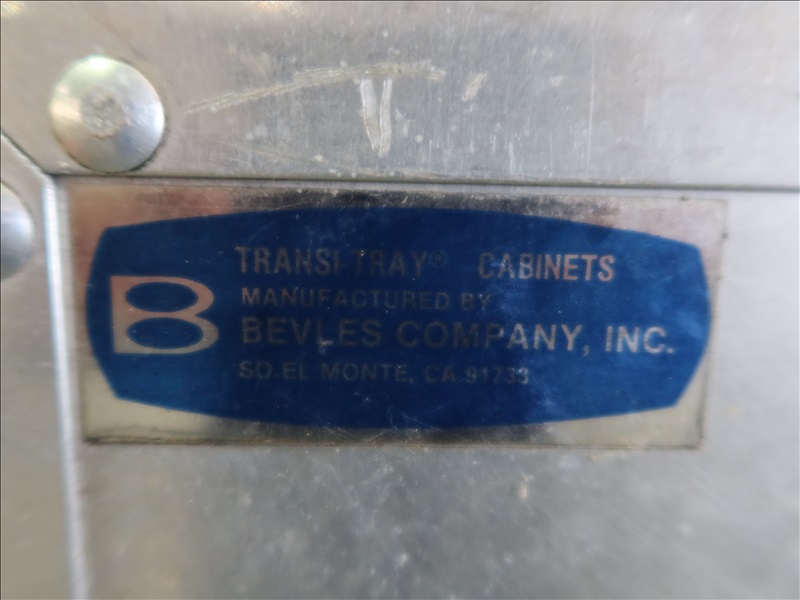 TRANSI-TRAY® CABINETS
B
MANUFACTURED BY
BEVLES COMPANY, INC.
SO. EL MONTE, CA 91733